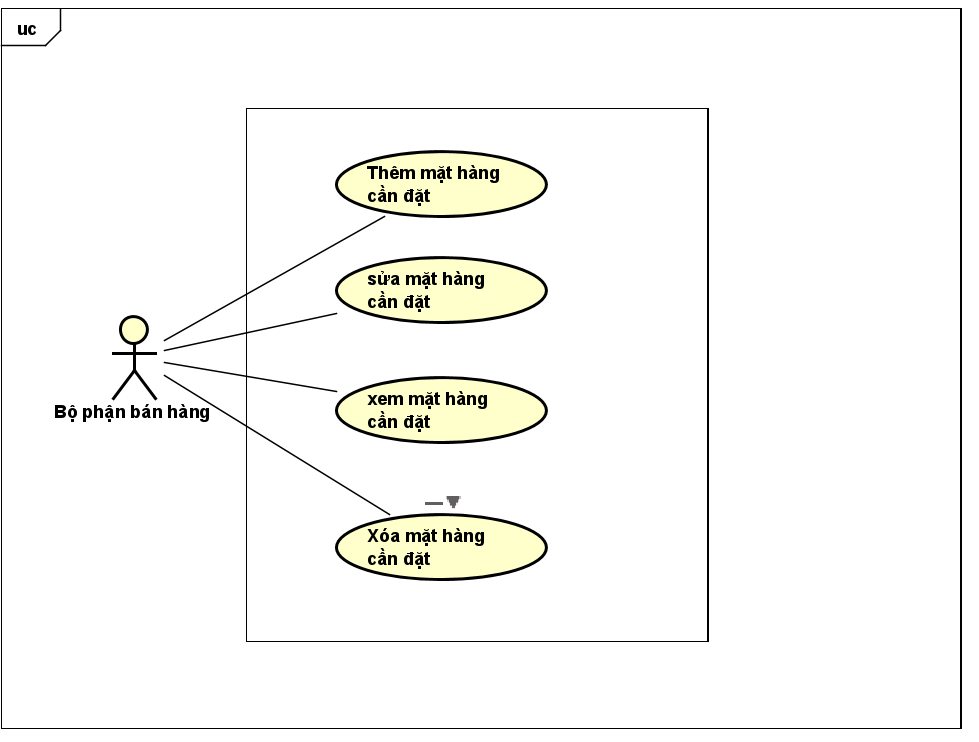 uc
Thêm mặt hàng
cần đặt
sửa mặt hàng
cần đặt
Bộ phận bán hàng
xem mặt hàng
cần đặt
Xóa mặt hàng
cần đặt